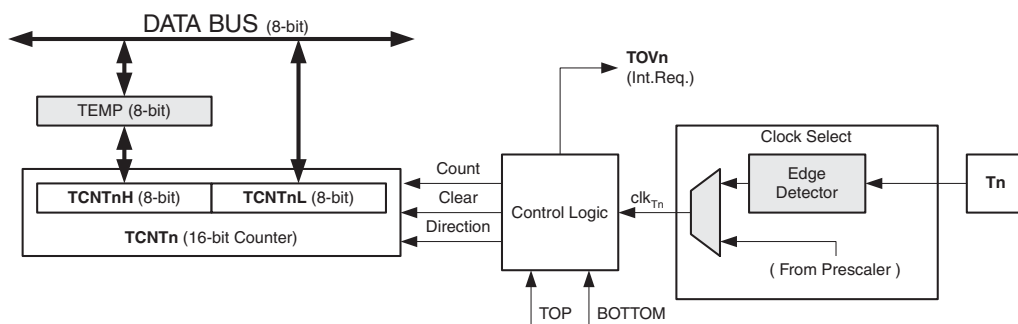 DATA BUS (8-bit)
TOVn
(Int.Req.)
TEMP (8-bit)
Clock Select
Count
Edge
Detector
Tn
TCNTnH (8-bit) TCNTnL (8-bit)
Clear
Control Logic
clkTn
TCNTn (16-bit Counter)
Direction
( From Prescaler )
TOP
BOTTOM